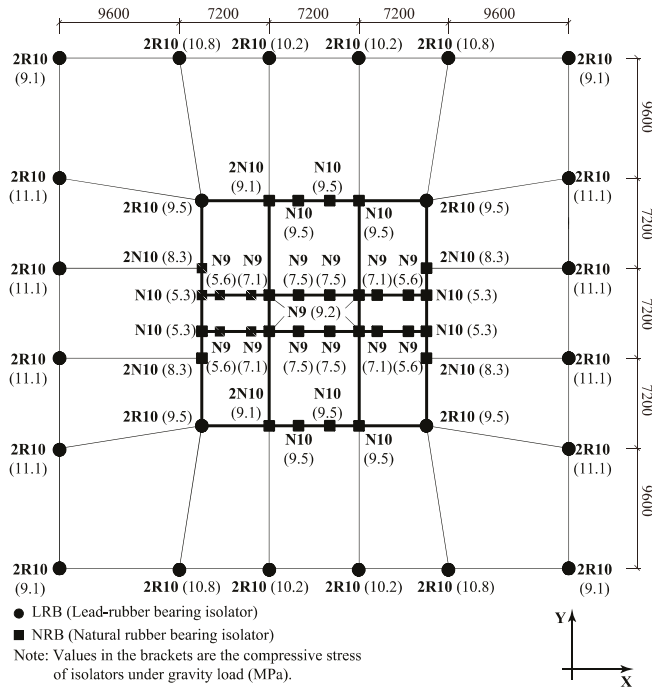 9600 7200 7200 7200 9600
2R10 (10.8) 2R10 (10.2) 2R10 (10.2) 2R10 (10.8)
2R10 2R10
(9.1) (9.1)
9600
2R10 2R10
(11.1) (11.1)
2N10 N10
(9.1) (9.5)
2R10 (9.5) N10 N10 2R10 (9.5)
(9.5) (9.5)
7200
2N10 (8.3) N9 N9 N9 N9 N9 N9 2N10 (8.3)
2R10 (5.6) (7.1) (7.5) (7.5) (7.1) (5.6) 2R10
(11.1) (11.1)
N10 (5.3) N10 (5.3)
N9 (9.2)
7200
N10 (5.3) N10 (5.3)
N9 N9 N9 N9 N9 N9
2R10 2N10 (8.3) (5.6) (7.1) (7.5) (7.5) (7.1) (5.6) 2N10 (8.3) 2R10
(11.1) (11.1)
2N10 N10
(9.1) (9.5)
7200
2R10 (9.5) N10 N10 2R10 (9.5)
(9.5) (9.5)
2R10 2R10
(11.1) (11.1)
9600
2R10 2R10
(9.1) (9.1)
2R10 (10.8) 2R10 (10.2) 2R10 (10.2) 2R10 (10.8)
LRB (Lead-rubber bearing isolator)
NRB (Natural rubber bearing isolator)
Note: Values in the brackets are the compressive stress
of isolators under gravity load (MPa).
Y
X